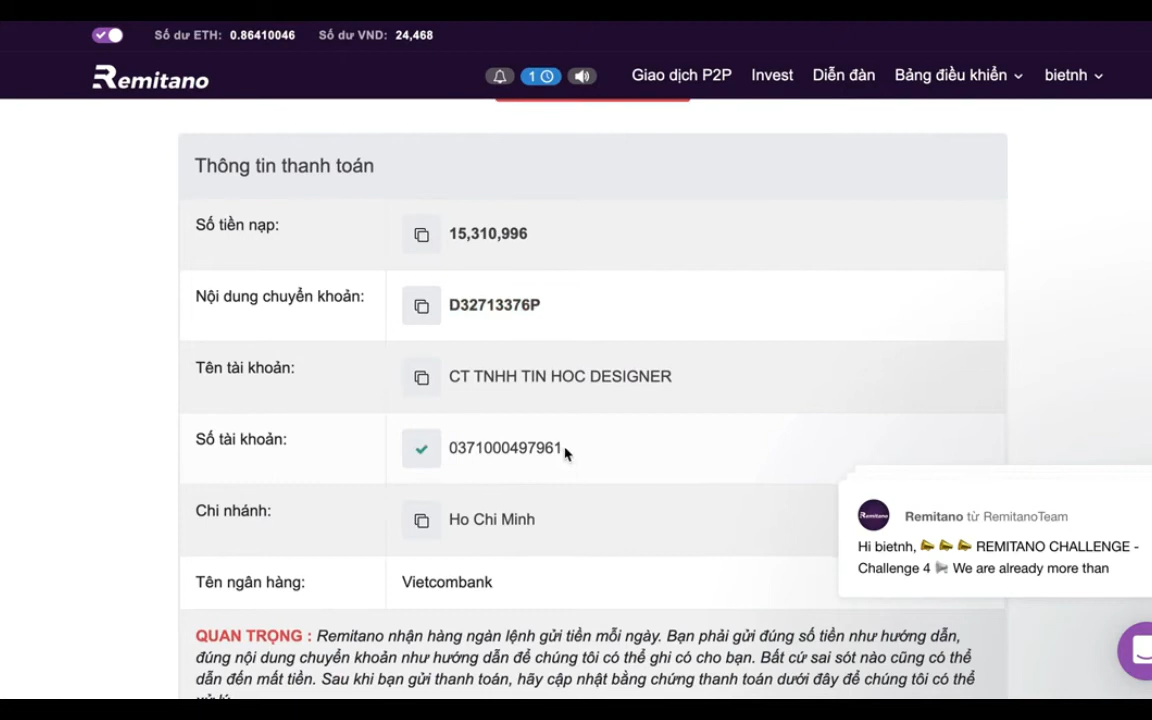 Số dư ETH: 0.86410046 Số dư VND: 24,468
Remitano 1 Giao dịch P2P Invest Diễn đàn Bảng điều khiển bietnh
Thông tin thanh toán
Số tiền nạp: 15,310,996
Nội dung chuyển khoản: D32713376P
Tên tài khoản: CT TNHH TIN HOC DESIGNER
Số tài khoản: 0371000497961
Chi nhánh: Ho Chi Minh
Tên ngân hàng: Vietcombank
QUAN TRỌNG : Remitano nhận hàng ngàn lệnh gửi tiền mỗi ngày. Bạn phải gửi đúng số tiền như hướng dẫn,
đúng nội dung chuyển khoản như hướng dẫn để chúng tôi có thể ghi có cho bạn. Bất cứ sai sót nào cũng có thể
dẫn đến mất tiền. Sau khi bạn gửi thanh toán, hãy cập nhật bằng chứng thanh toán dưới đây để chúng tôi có thể
Remitano
Remitano từ RemitanoTeam
Hi bietnh, 📣 📣 📣 REMITANO CHALLENGE -
Challenge 4 📢 We are already more than